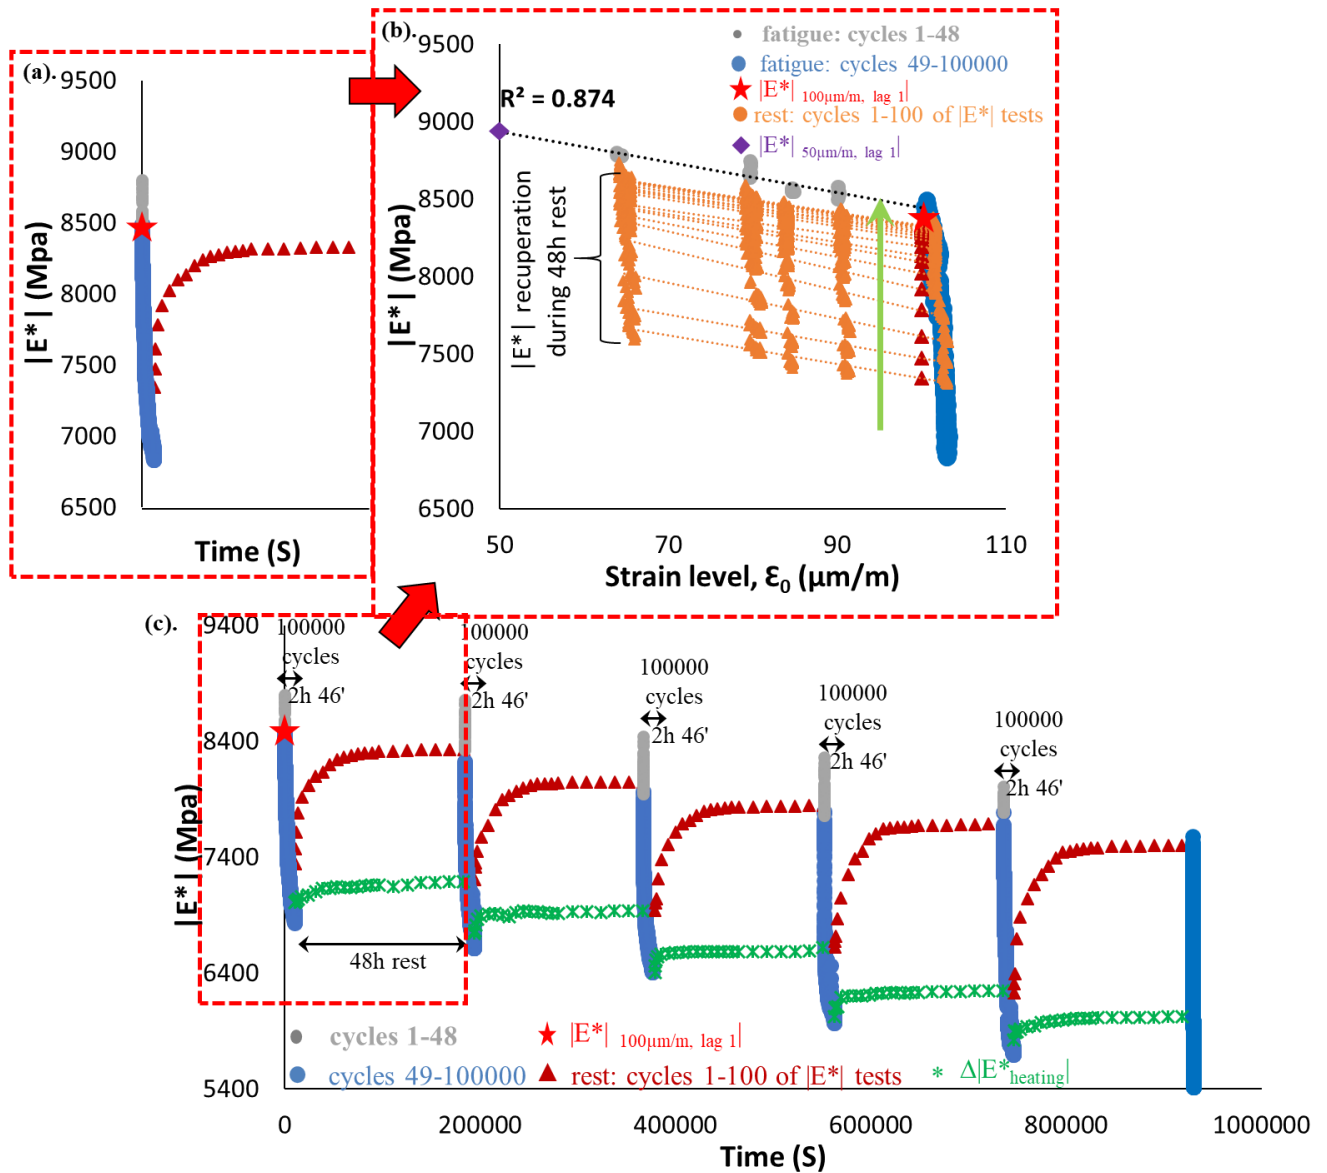 (a).
9500
9000
8500
8000
7500
7000
6500
|E*| (Mpa)
Time (S)
(b).
9500
9000
8500
8000
7500
7000
6500
|E*| (Mpa)
R² = 0.874
fatigue: cycles 1-48
fatigue: cycles 49-100000
|E*| 100µm/m, lag 1|
rest: cycles 1-100 of |E*| tests
|E*| 50µm/m, lag 1|
|E*| recuperation
during 48h rest
50
70
90
110
Strain level, Ɛ0 (µm/m)
(c).
9400
8400
7400
6400
5400
|E*| (Mpa)
100000
cycles
2h 46'
100000
cycles
2h 46'
100000
cycles
2h 46'
100000
cycles
2h 46'
100000
cycles
2h 46'
48h rest
cycles 1-48
|E*| 100µm/m, lag 1|
cycles 49-100000
rest: cycles 1-100 of |E*| tests
Δ|E*heating|
0
200000
400000
600000
800000
1000000
Time (S)